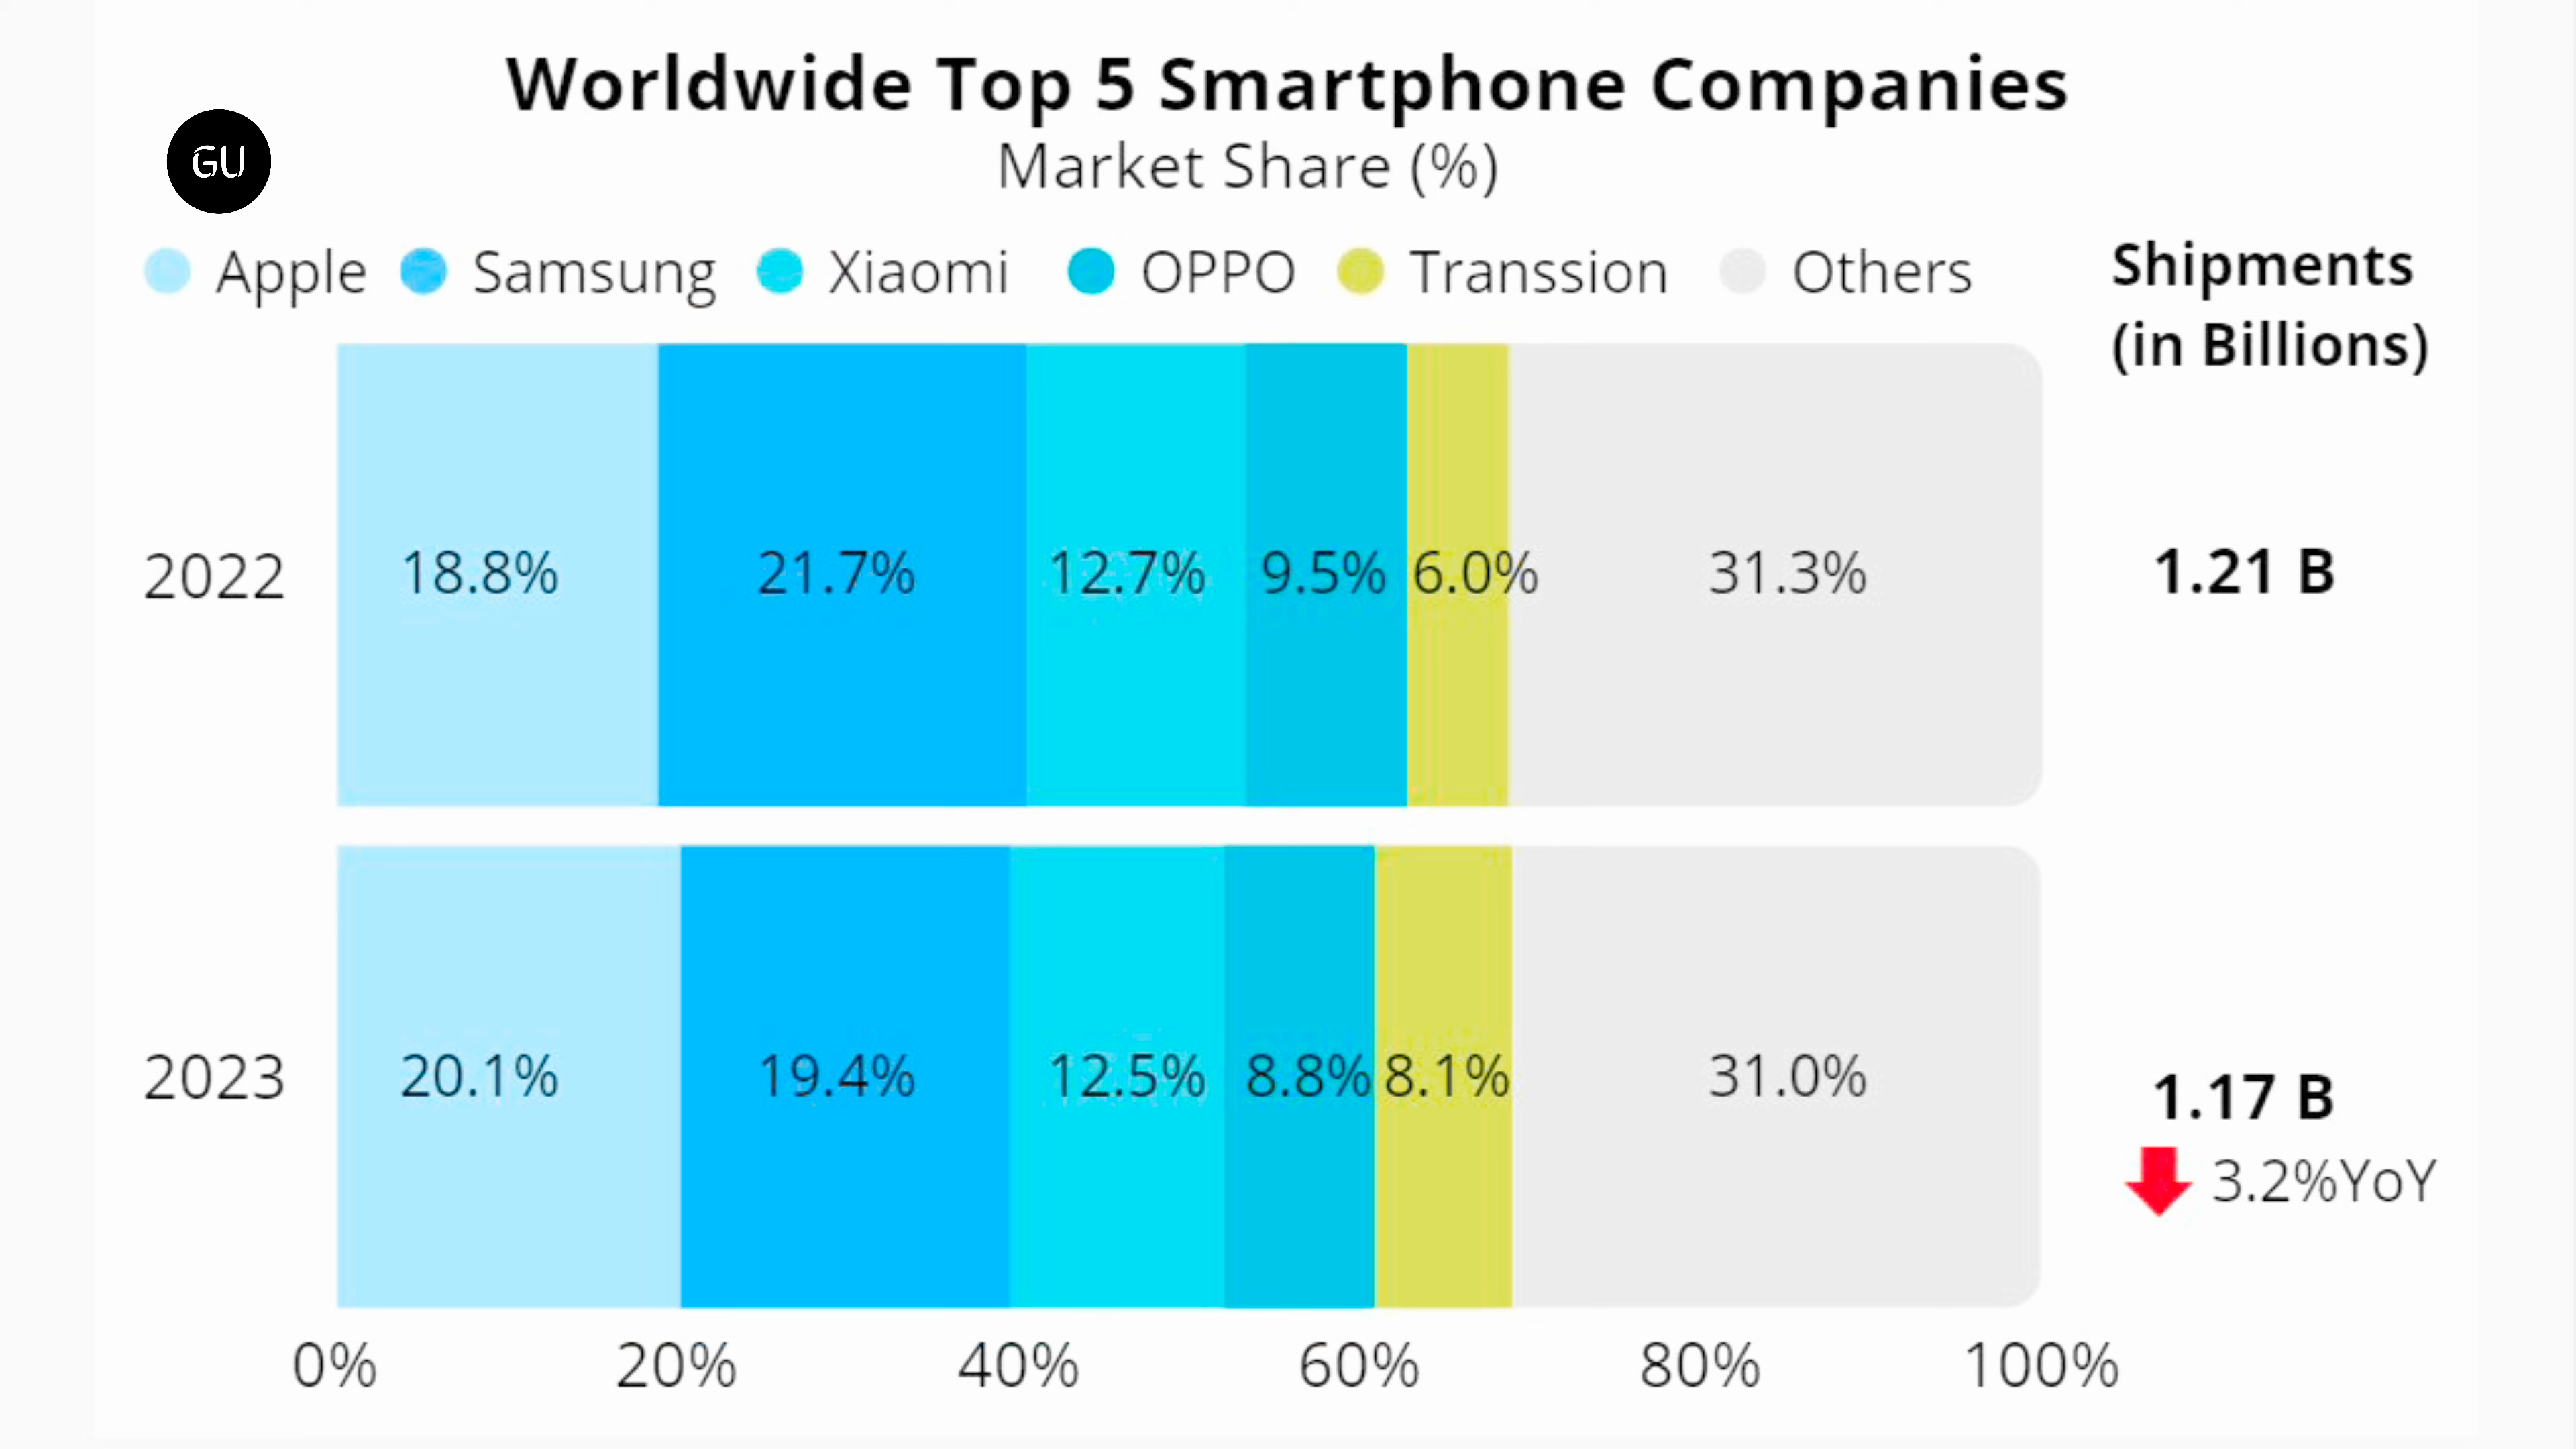 Worldwide Top 5 Smartphone Companies
Market Share (%)
GU
Apple Samsung Xiaomi OPPO Transsion Others
Shipments
(in Billions)
2022 18.8% 21.7% 12.7% 9.5% 6.0% 31.3% 1.21 B
2023 20.1% 19.4% 12.5% 8.8% 8.1% 31.0% 1.17 B
3.2%YoY
0% 20% 40% 60% 80% 100%